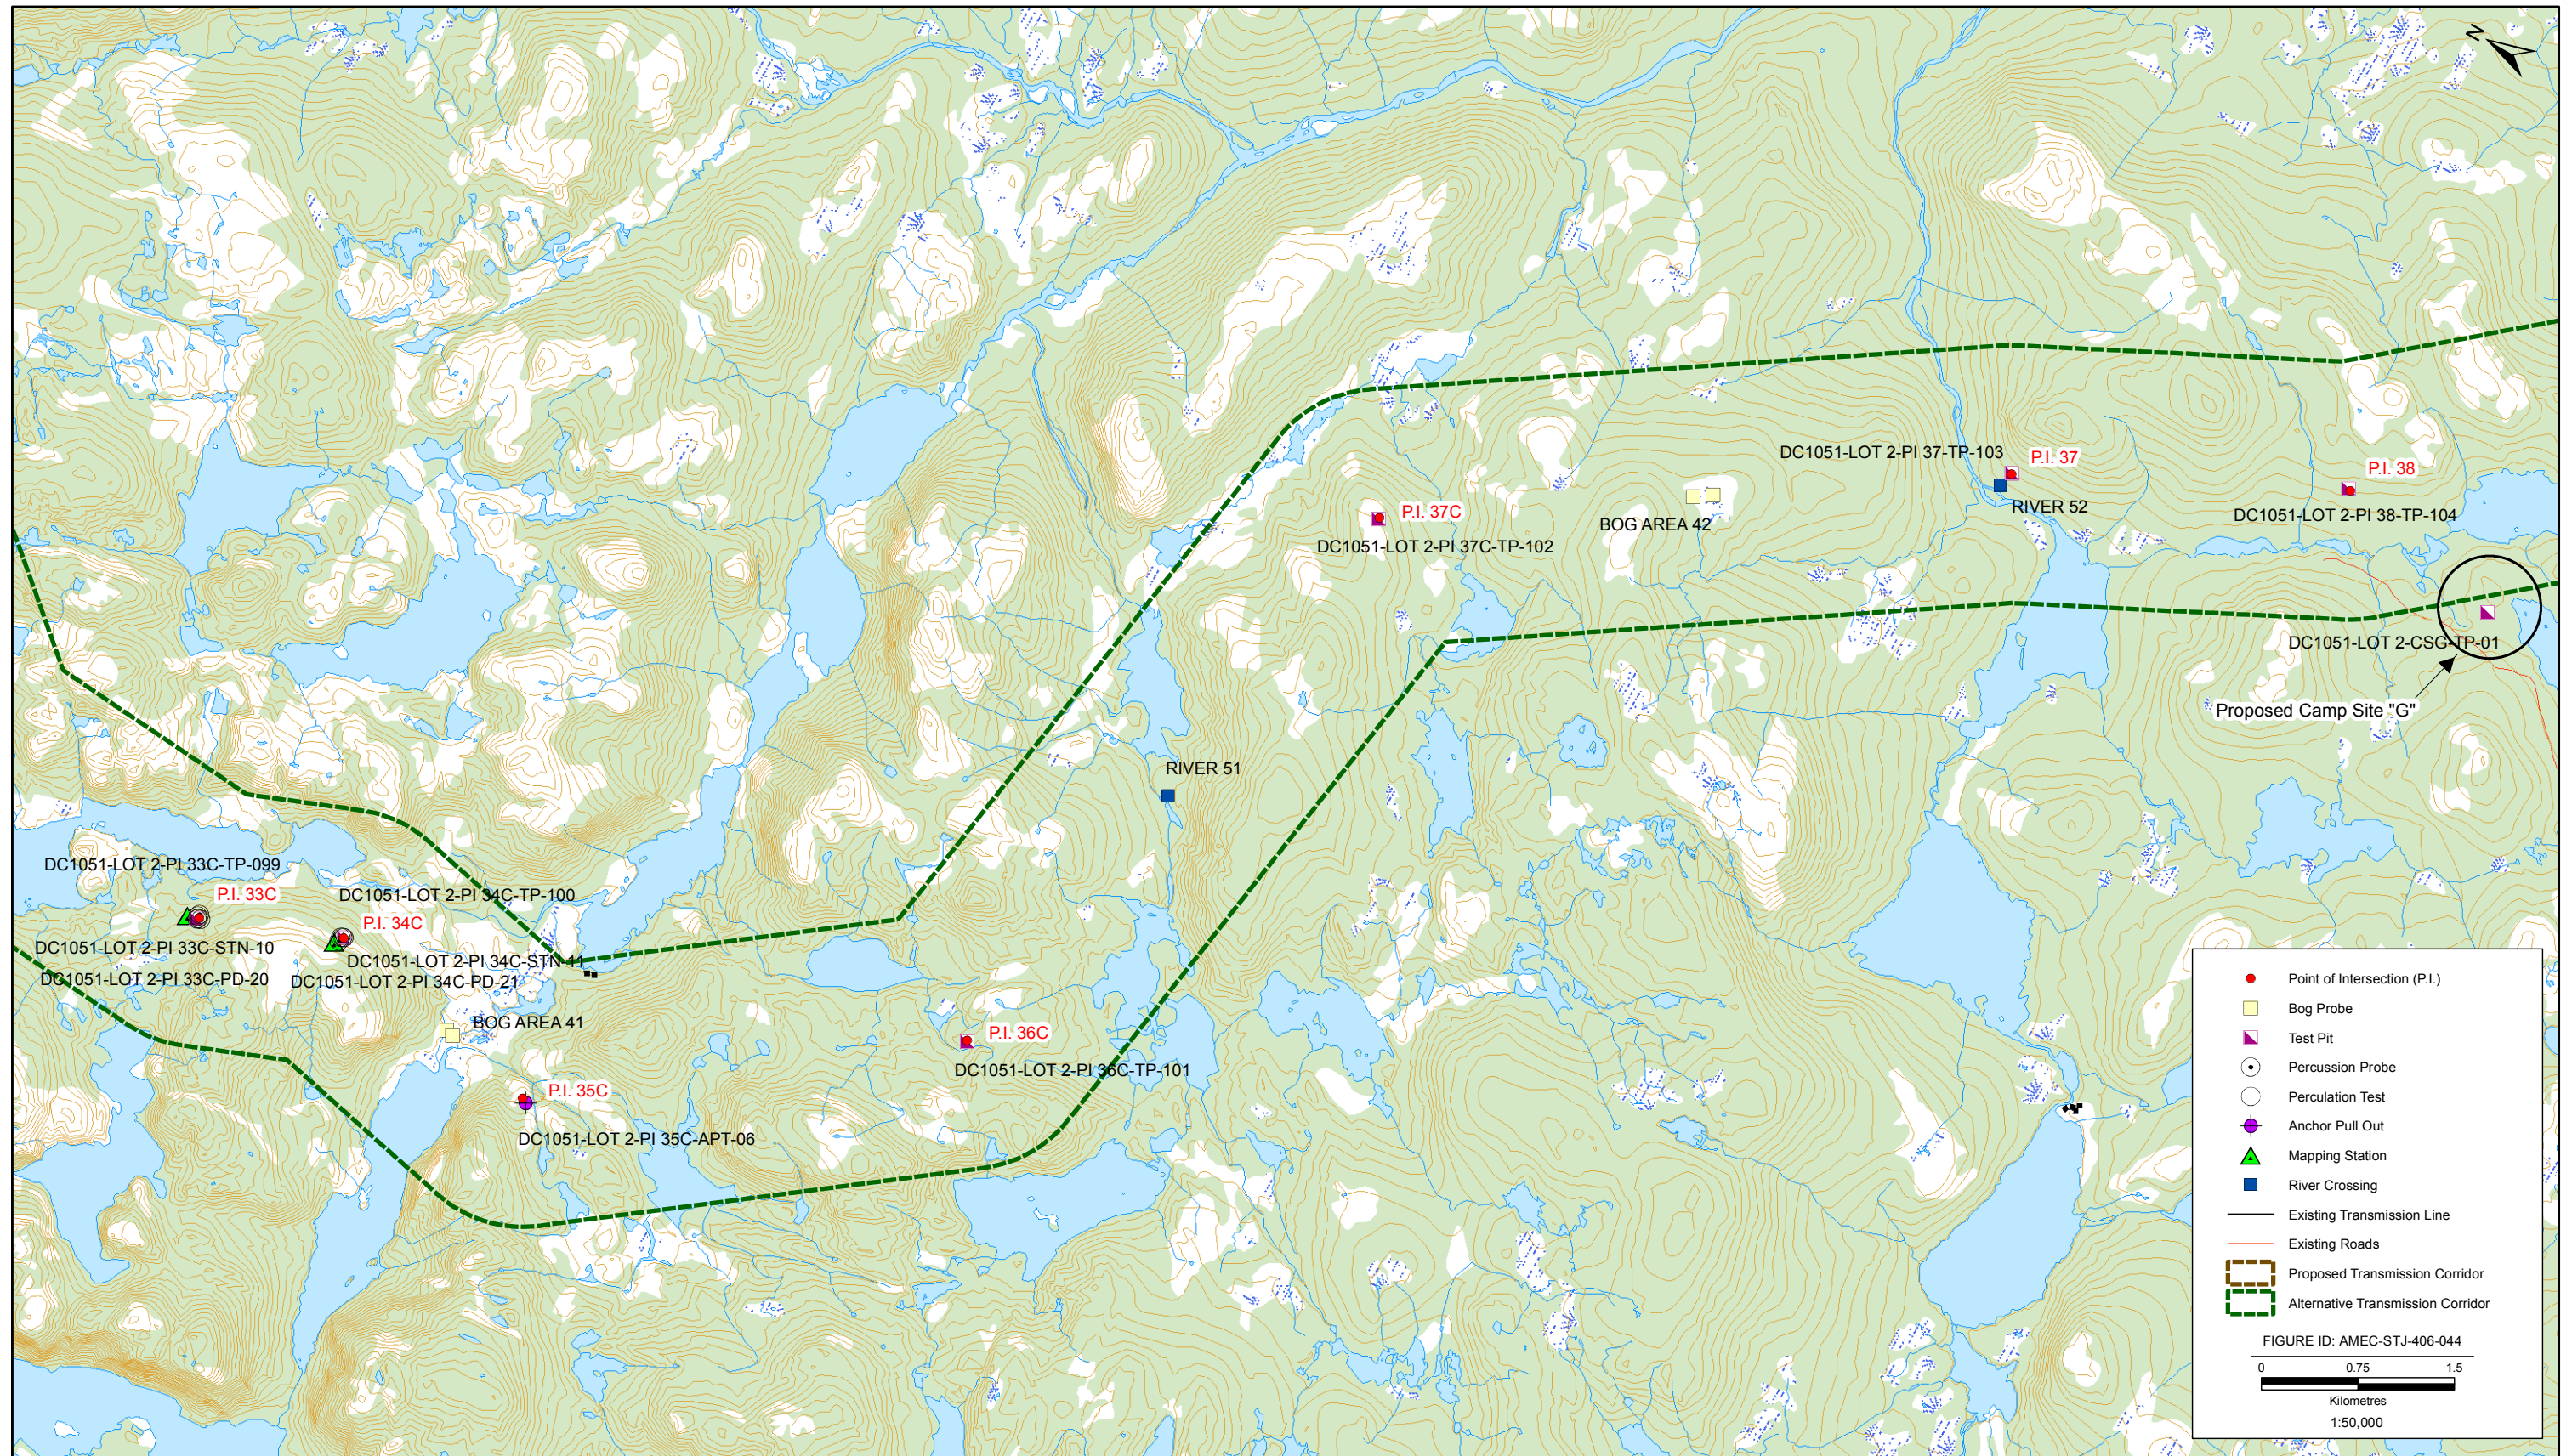 N
DC1051-LOT 2-PI 37-TP-103
P.I. 37
P.I. 38
RIVER 52
DC1051-LOT 2-PI 38-TP-104
P.I. 37C
BOG AREA 42
DC1051-LOT 2-PI 37C-TP-102
DC1051-LOT 2-CSG-TP-01
Proposed Camp Site "G"
RIVER 51
DC1051-LOT 2-PI 33C-TP-099
P.I. 33C
DC1051-LOT 2-PI 34C-TP-100
P.I. 34C
DC1051-LOT 2-PI 33C-STN-10
DC1051-LOT 2-PI 34C-STN-11
DC1051-LOT 2-PI 33C-PD-20
DC1051-LOT 2-PI 34C-PD-21
BOG AREA 41
P.I. 36C
DC1051-LOT 2-PI 36C-TP-101
P.I. 35C
DC1051-LOT 2-PI 35C-APT-06
Point of Intersection (P.I.)
Bog Probe
Test Pit
Percussion Probe
Perculation Test
Anchor Pull Out
Mapping Station
River Crossing
Existing Transmission Line
Existing Roads
Proposed Transmission Corridor
Alternative Transmission Corridor
FIGURE ID: AMEC-STJ-406-044
0 0.75 1.5
Kilometres
1:50,000